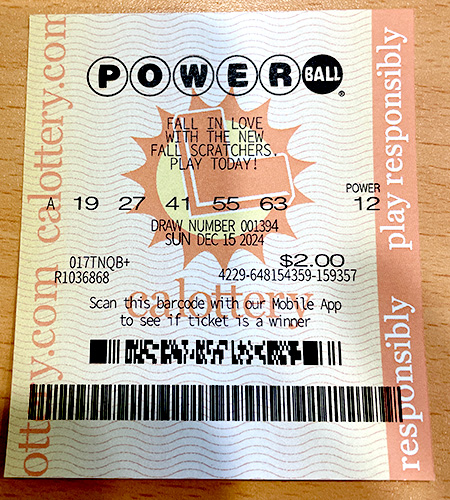 POWERBALL®
FALL IN LOVE
WITH THE NEW
FALL SCRATCHERS.
PLAY TODAY!
POWER
A 19 27 41 55 63 12
DRAW NUMBER 001394
SUN DEC 15 2024
017TNQB+ $2.00
R1036868 4229-648154359-159357
Scan this barcode with our Mobile App
to see if ticket is a winner
calottery
ottery.com calottery.com
responsibly play responsibly